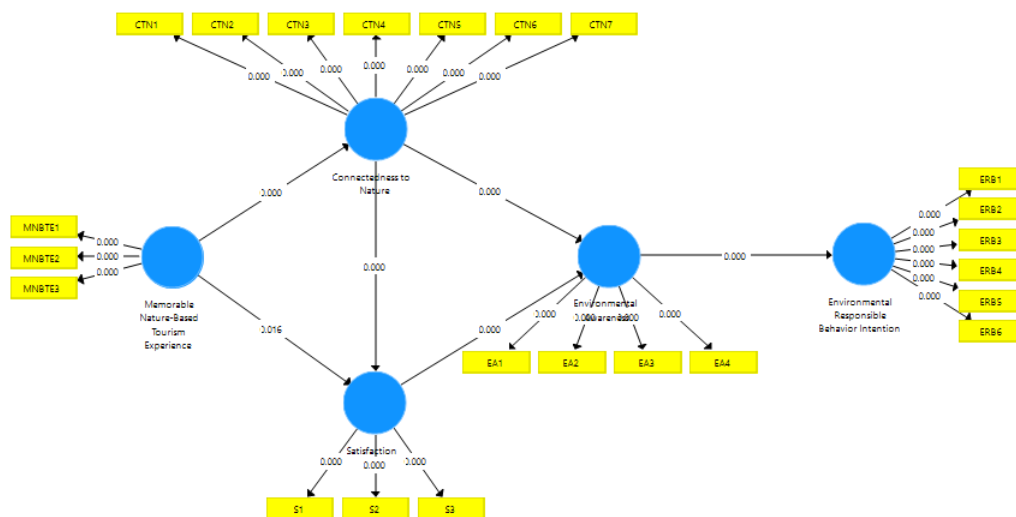 CTN1 CTN2 CTN3 CTN4 CTN5 CTN6 CTN7
0.000 0.000 0.000 0.000 0.000 0.000 0.000
Connectedness to
Nature
0.000 0.000
MNBTE1
MNBTE2
MNBTE3
0.000
0.000
0.000
Memorable
Nature-Based
Tourism
Experience
0.000
0.016
0.000
Satisfaction
0.000 0.000 0.000
S1 S2 S3
Environmental
Awareness
0.000 0.000 0.000 0.000
EA1 EA2 EA3 EA4
0.000
Environmental
Responsible
Behavior Intention
0.000
0.000
0.000
0.000
0.000
0.000
ERB1
ERB2
ERB3
ERB4
ERB5
ERB6